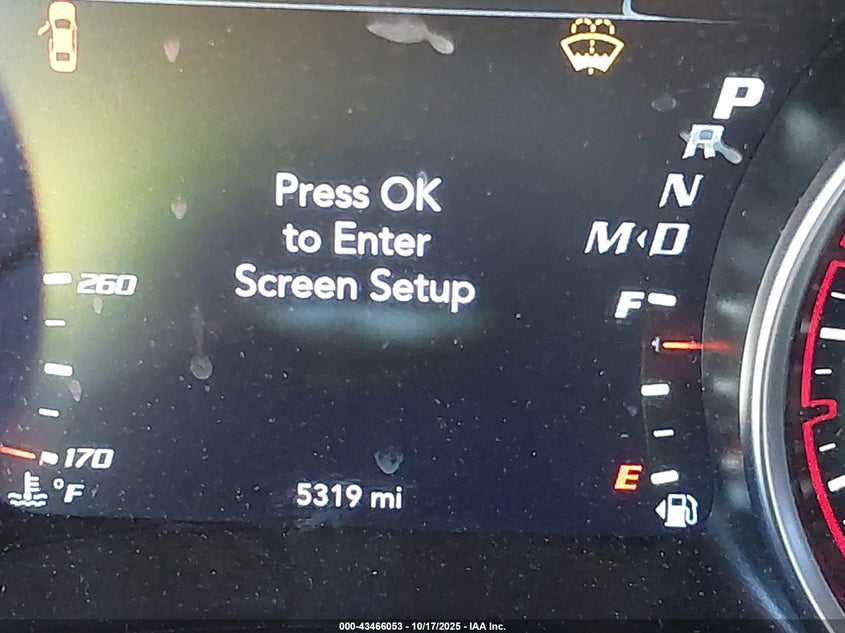 Press OK
to Enter
Screen Setup
P
R
N
M D
260
F
170
°F
E
5319 mi
000-43466053 - 10/17/2025 - IAA Inc.